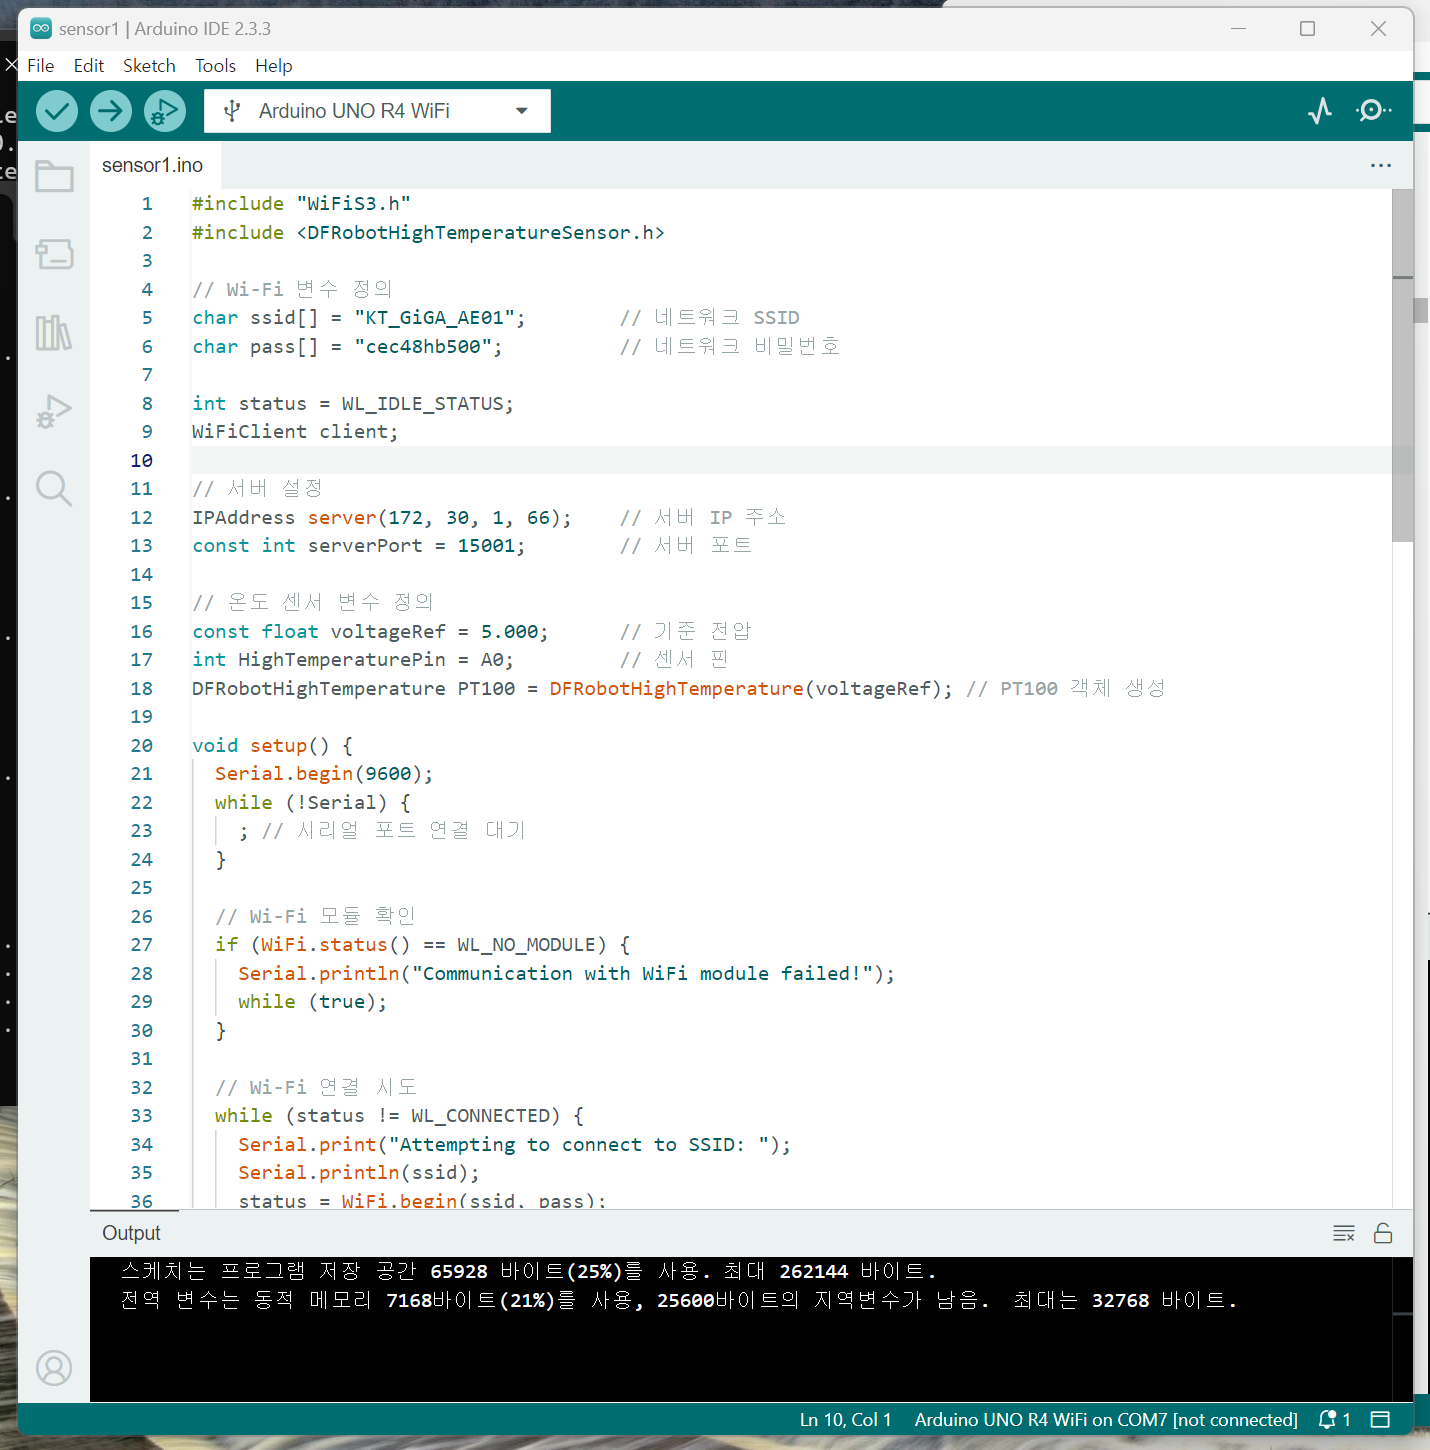 sensor1 | Arduino IDE 2.3.3
File Edit Sketch Tools Help
Arduino UNO R4 WiFi
sensor1.ino
1 #include "WiFiS3.h"
2 #include <DFRobotHighTemperatureSensor.h>
3
4 // Wi-Fi 변수 정의
5 char ssid[] = "KT_GiGA_AE01"; // 네트워크 SSID
6 char pass[] = "cec48hb500"; // 네트워크 비밀번호
7
8 int status = WL_IDLE_STATUS;
9 WiFiClient client;
10
11 // 서버 설정
12 IPAddress server(172, 30, 1, 66); // 서버 IP 주소
13 const int serverPort = 15001; // 서버 포트
14
15 // 온도 센서 변수 정의
16 const float voltageRef = 5.000; // 기준 전압
17 int HighTemperaturePin = A0; // 센서 핀
18 DFRobotHighTemperature PT100 = DFRobotHighTemperature(voltageRef); // PT100 객체 생성
19
20 void setup() {
21 Serial.begin(9600);
22 while (!Serial) {
23 ; // 시리얼 포트 연결 대기
24 }
25
26 // Wi-Fi 모듈 확인
27 if (WiFi.status() == WL_NO_MODULE) {
28 Serial.println("Communication with WiFi module failed!");
29 while (true);
30 }
31
32 // Wi-Fi 연결 시도
33 while (status != WL_CONNECTED) {
34 Serial.print("Attempting to connect to SSID: ");
35 Serial.println(ssid);
36 status = WiFi.begin(ssid, pass);
Output
스케치는 프로그램 저장 공간 65928 바이트(25%)를 사용. 최대 262144 바이트.
전역 변수는 동적 메모리 7168바이트(21%)를 사용, 25600바이트의 지역변수가 남음. 최대는 32768 바이트.
Ln 10, Col 1 Arduino UNO R4 WiFi on COM7 [not connected] 1